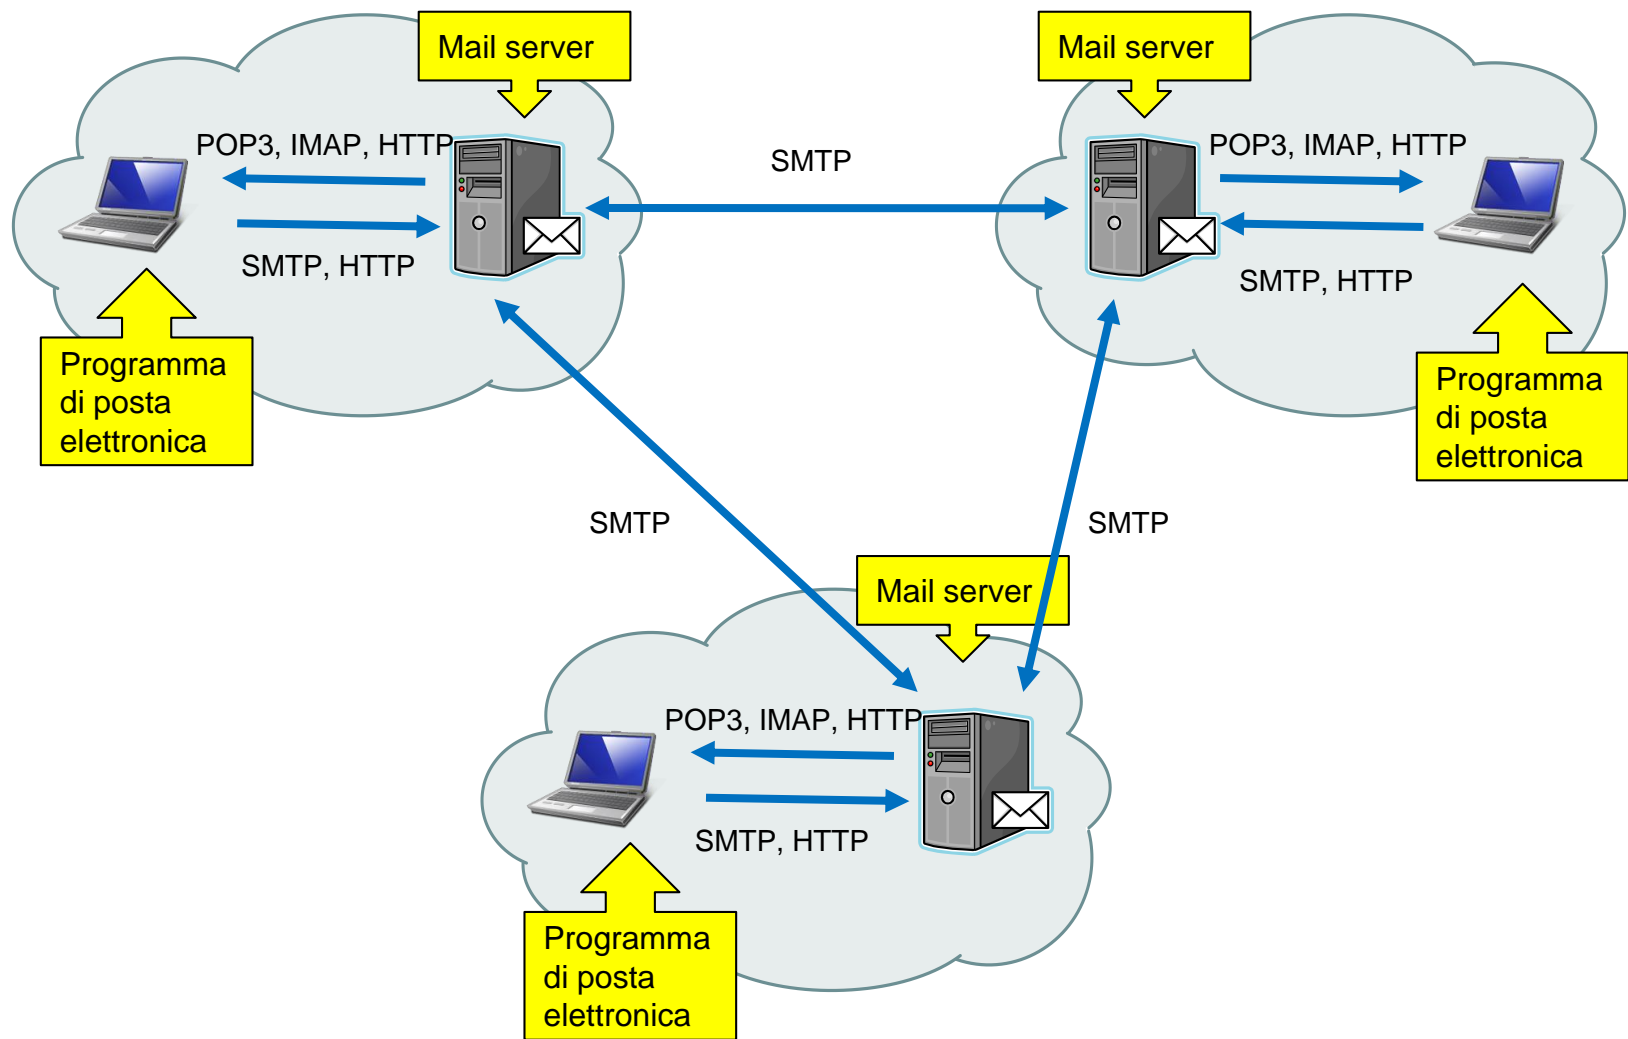 Mail server
Mail server
POP3, IMAP, HTTP
SMTP
POP3, IMAP, HTTP
SMTP, HTTP
SMTP, HTTP
Programma
di posta
elettronica
Programma
di posta
elettronica
SMTP
SMTP
Mail server
POP3, IMAP, HTTP
SMTP, HTTP
Programma
di posta
elettronica